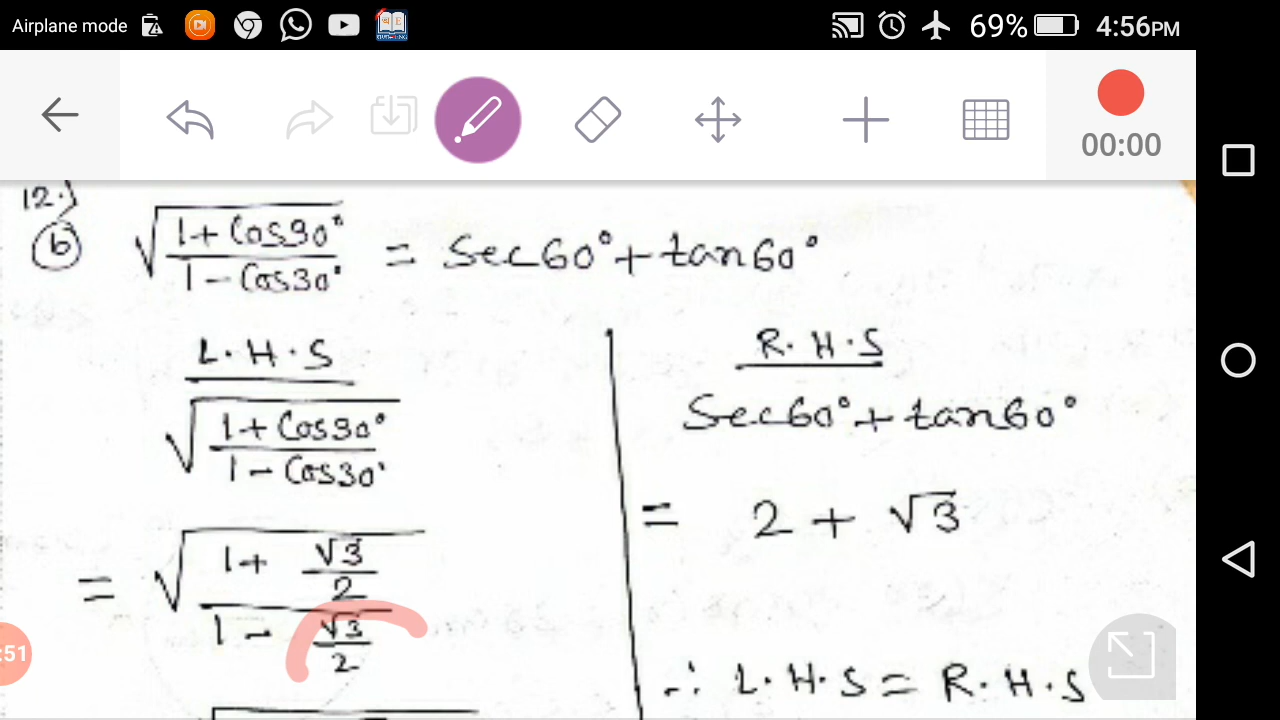 Airplane mode 69% 4:56PM
00:00
12.)
(b) √((1 + Cos30°)/(1 - Cos30°)) = Sec60° + tan60°
L.H.S
√((1 + Cos30°)/(1 - Cos30°))
= √((1 + √3/2)/(1 - √3/2))
R.H.S
Sec60° + tan60°
= 2 + √3
∴ L.H.S = R.H.S
:51